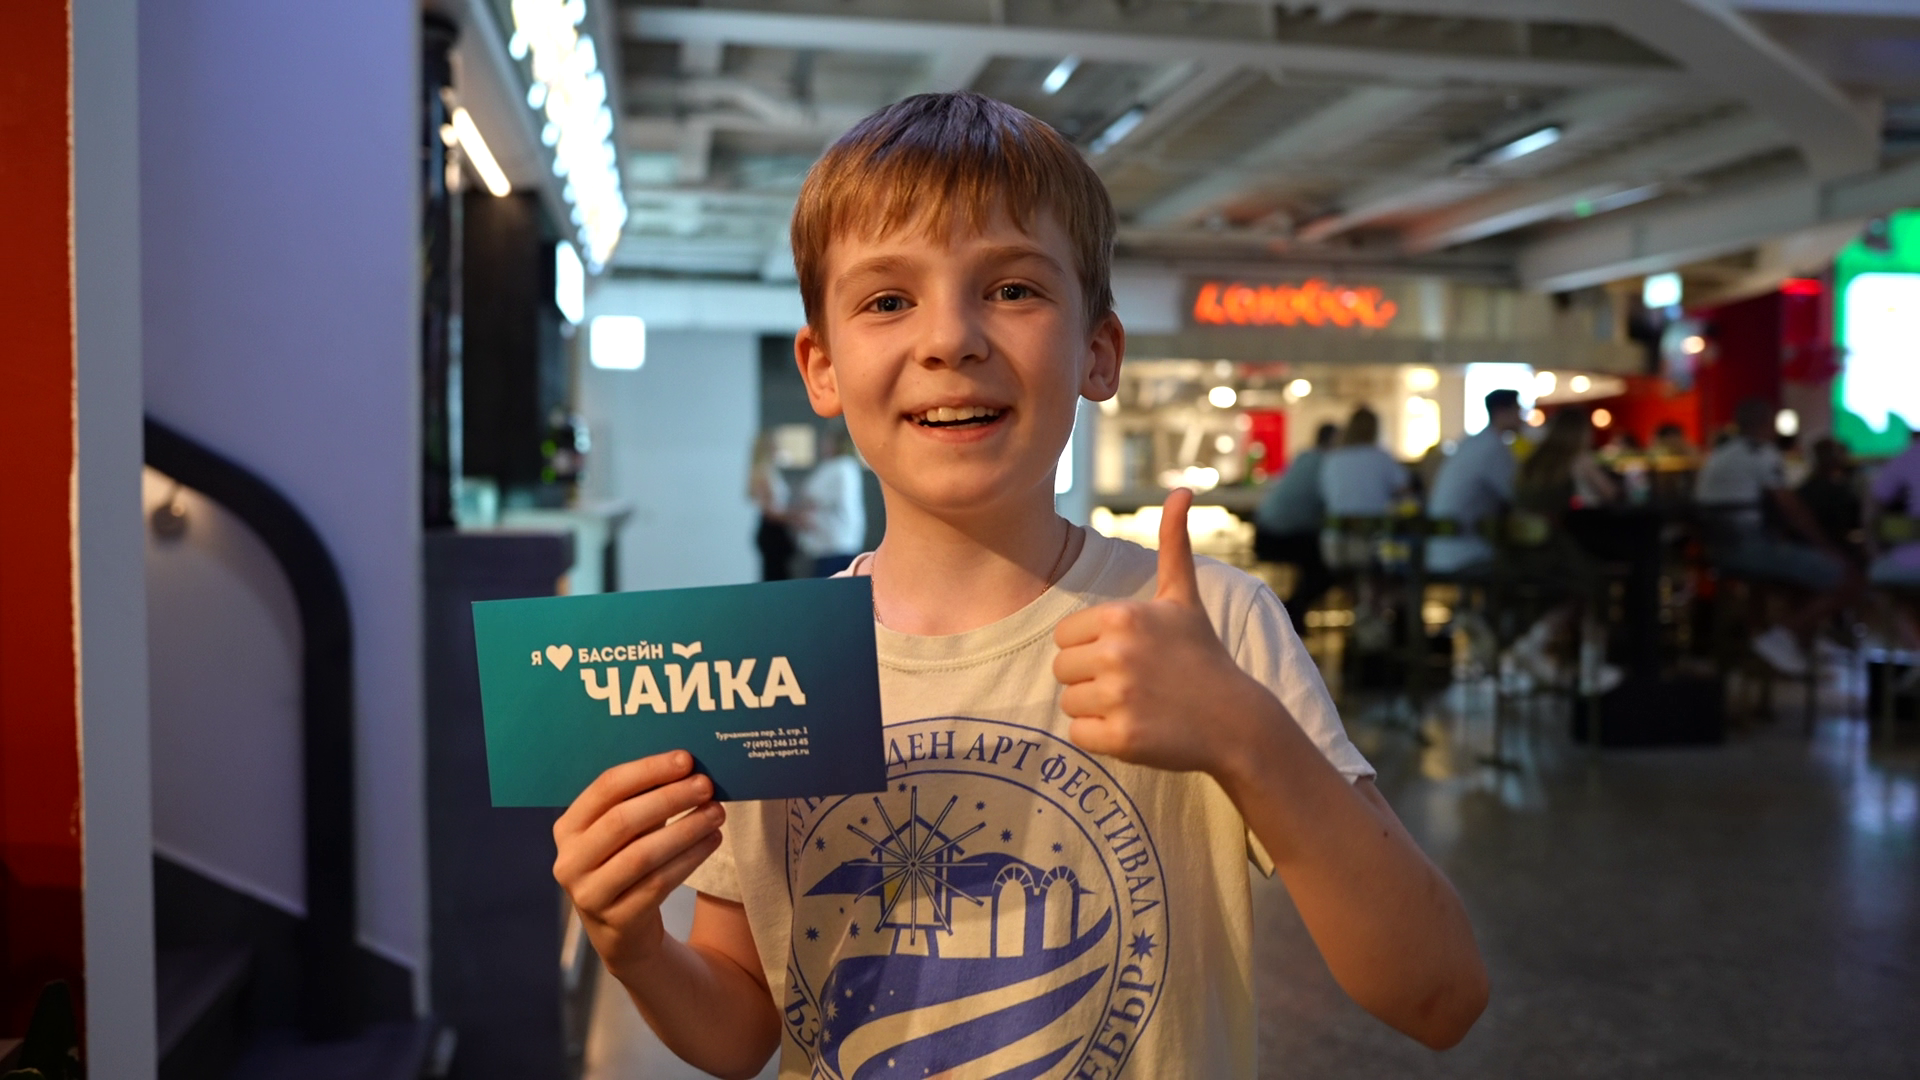 Я ♥ БАССЕЙН
ЧАЙКА
Турчанинов пер. 3, стр. 1
+7 (495) 246 13 45
chayka-sport.ru
ДЕН АРТ ФЕСТИВАЛ